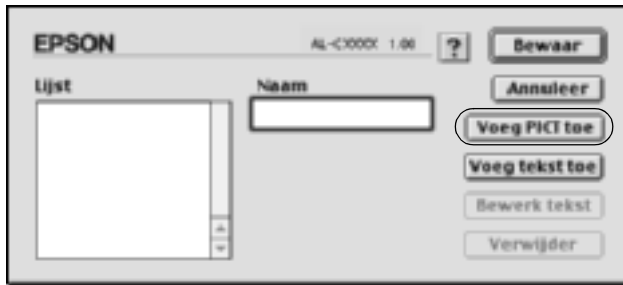 EPSON AL-CXXXX 1.00 ? Bewaar
Lijst Naam Annuleer
Voeg PICT toe
Voeg tekst toe
Bewerk tekst
Verwijder